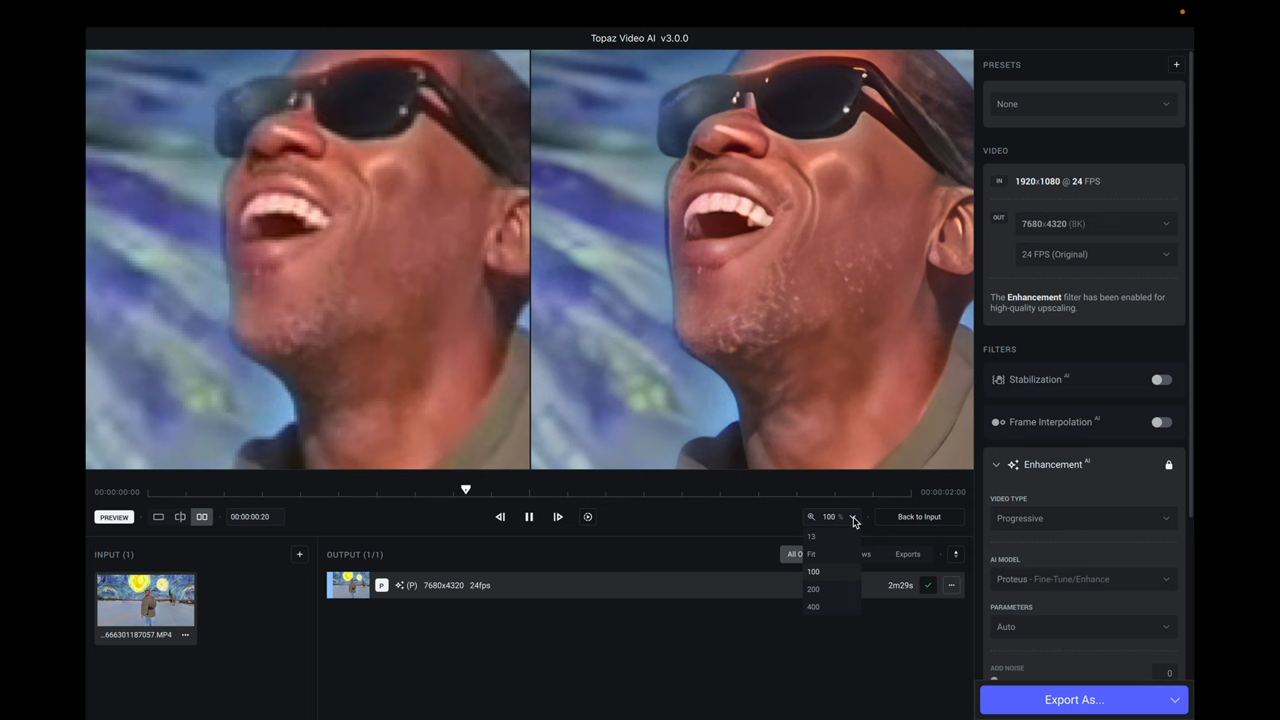 Topaz Video AI v3.0.0
PRESETS
+
None
VIDEO
IN 1920x1080 @ 24 FPS
OUT 7680x4320 (8K)
24 FPS (Original)
The Enhancement filter has been enabled for
high-quality upscaling.
FILTERS
Stabilization AI
Frame Interpolation AI
Enhancement AI
VIDEO TYPE
Progressive
AI MODEL
Proteus - Fine-Tune/Enhance
PARAMETERS
Auto
ADD NOISE 0
Export As...
00:00:00:00 00:00:02:00
PREVIEW 00:00:00:20 100 % Back to Input
13
Fit
100
200
400
INPUT (1) +
...666301187057.MP4 ...
OUTPUT (1/1) All O ws Exports
P (P) 7680x4320 24fps 2m29s ...